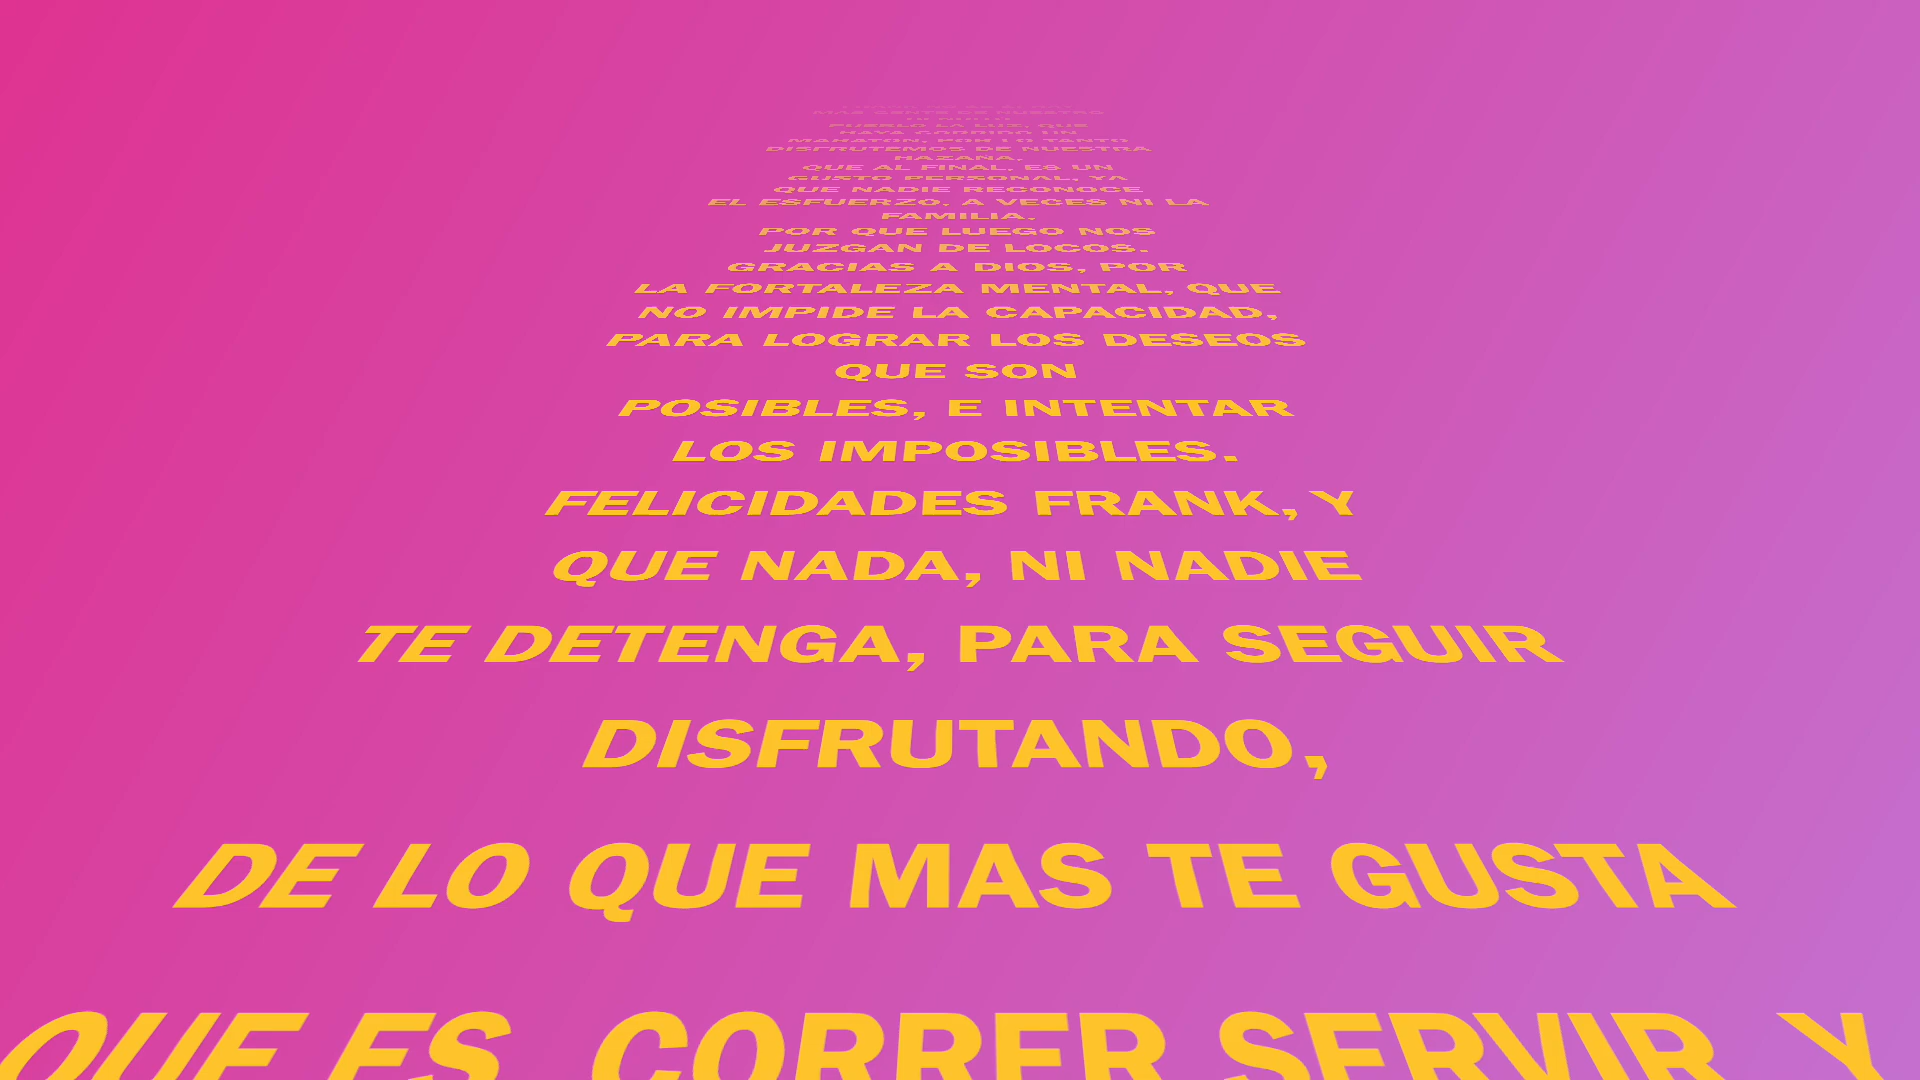 MAS GENTE DE NUESTRO
PUEBLO LA LUZ, QUE
HAYA CORRIDO UN
MARATON, POR LO TANTO
DISFRUTEMOS DE NUESTRA
HAZAÑA,
QUE AL FINAL, ES UN
GUSTO PERSONAL, YA
QUE NADIE RECONOCE
EL ESFUERZO, A VECES NI LA
FAMILIA,
POR QUE LUEGO NOS
JUZGAN DE LOCOS.
GRACIAS A DIOS, POR
LA FORTALEZA MENTAL, QUE
NO IMPIDE LA CAPACIDAD,
PARA LOGRAR LOS DESEOS
QUE SON
POSIBLES, E INTENTAR
LOS IMPOSIBLES.
FELICIDADES FRANK, Y
QUE NADA, NI NADIE
TE DETENGA, PARA SEGUIR
DISFRUTANDO,
DE LO QUE MAS TE GUSTA
QUE ES, CORRER SERVIR, Y